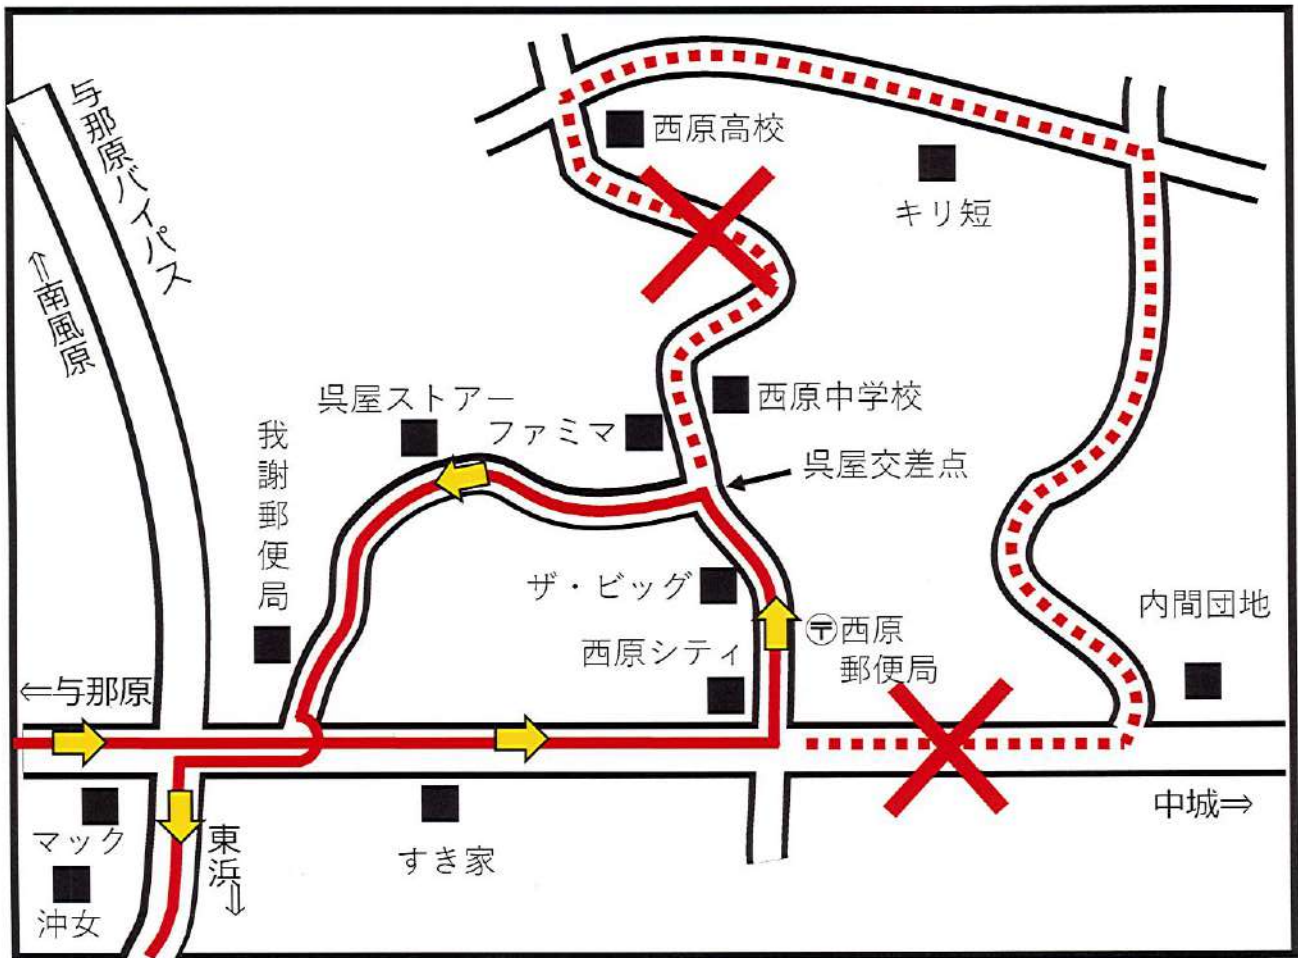 与那原バイパス
⇐南風原
西原高校
キリ短
呉屋ストアー
ファミマ
西原中学校
呉屋交差点
我謝郵便局
ザ・ビッグ
西原シティ
〶西原
郵便局
内間団地
⇐与那原
中城⇒
マック
沖女
東浜⇒
すき家